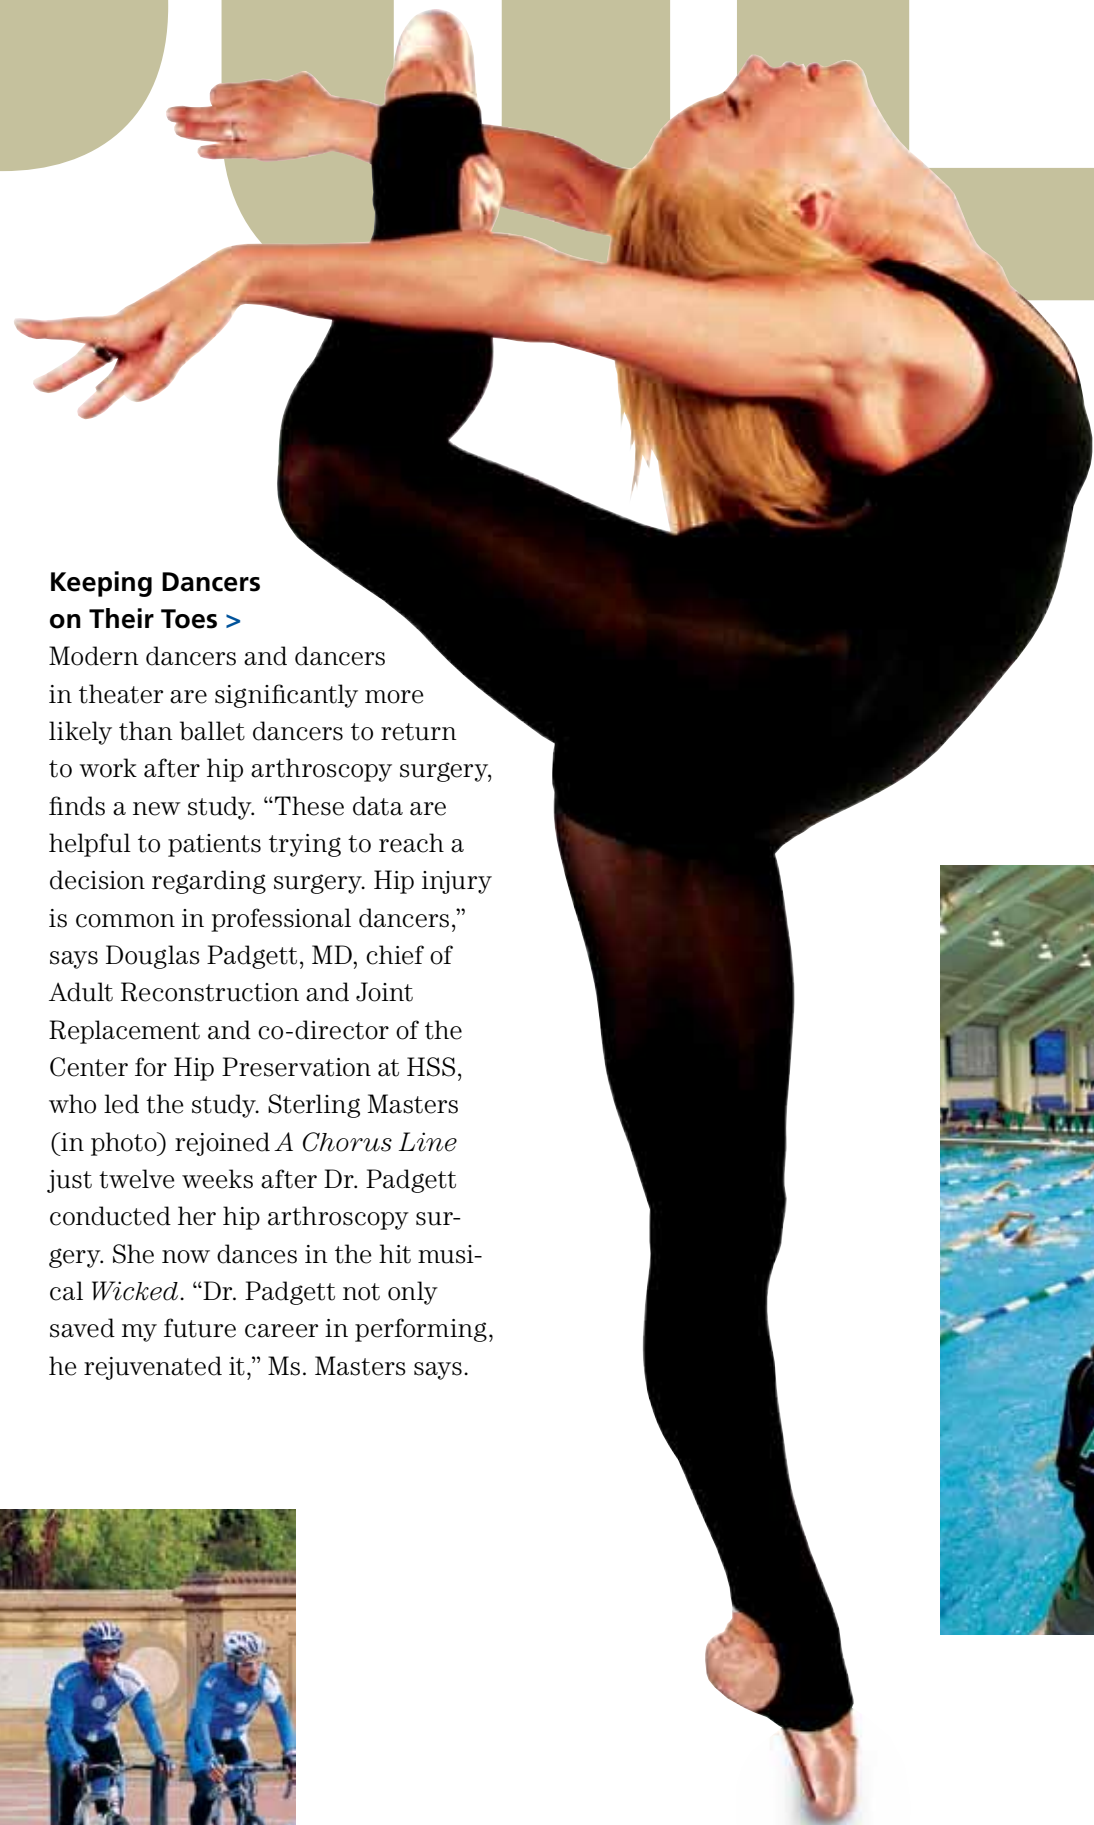 Keeping Dancers
on Their Toes >
Modern dancers and dancers
in theater are significantly more
likely than ballet dancers to return
to work after hip arthroscopy surgery,
finds a new study. “These data are
helpful to patients trying to reach a
decision regarding surgery. Hip injury
is common in professional dancers,”
says Douglas Padgett, MD, chief of
Adult Reconstruction and Joint
Replacement and co-director of the
Center for Hip Preservation at HSS,
who led the study. Sterling Masters
(in photo) rejoined A Chorus Line
just twelve weeks after Dr. Padgett
conducted her hip arthroscopy sur-
gery. She now dances in the hit musi-
cal Wicked. “Dr. Padgett not only
saved my future career in performing,
he rejuvenated it,” Ms. Masters says.